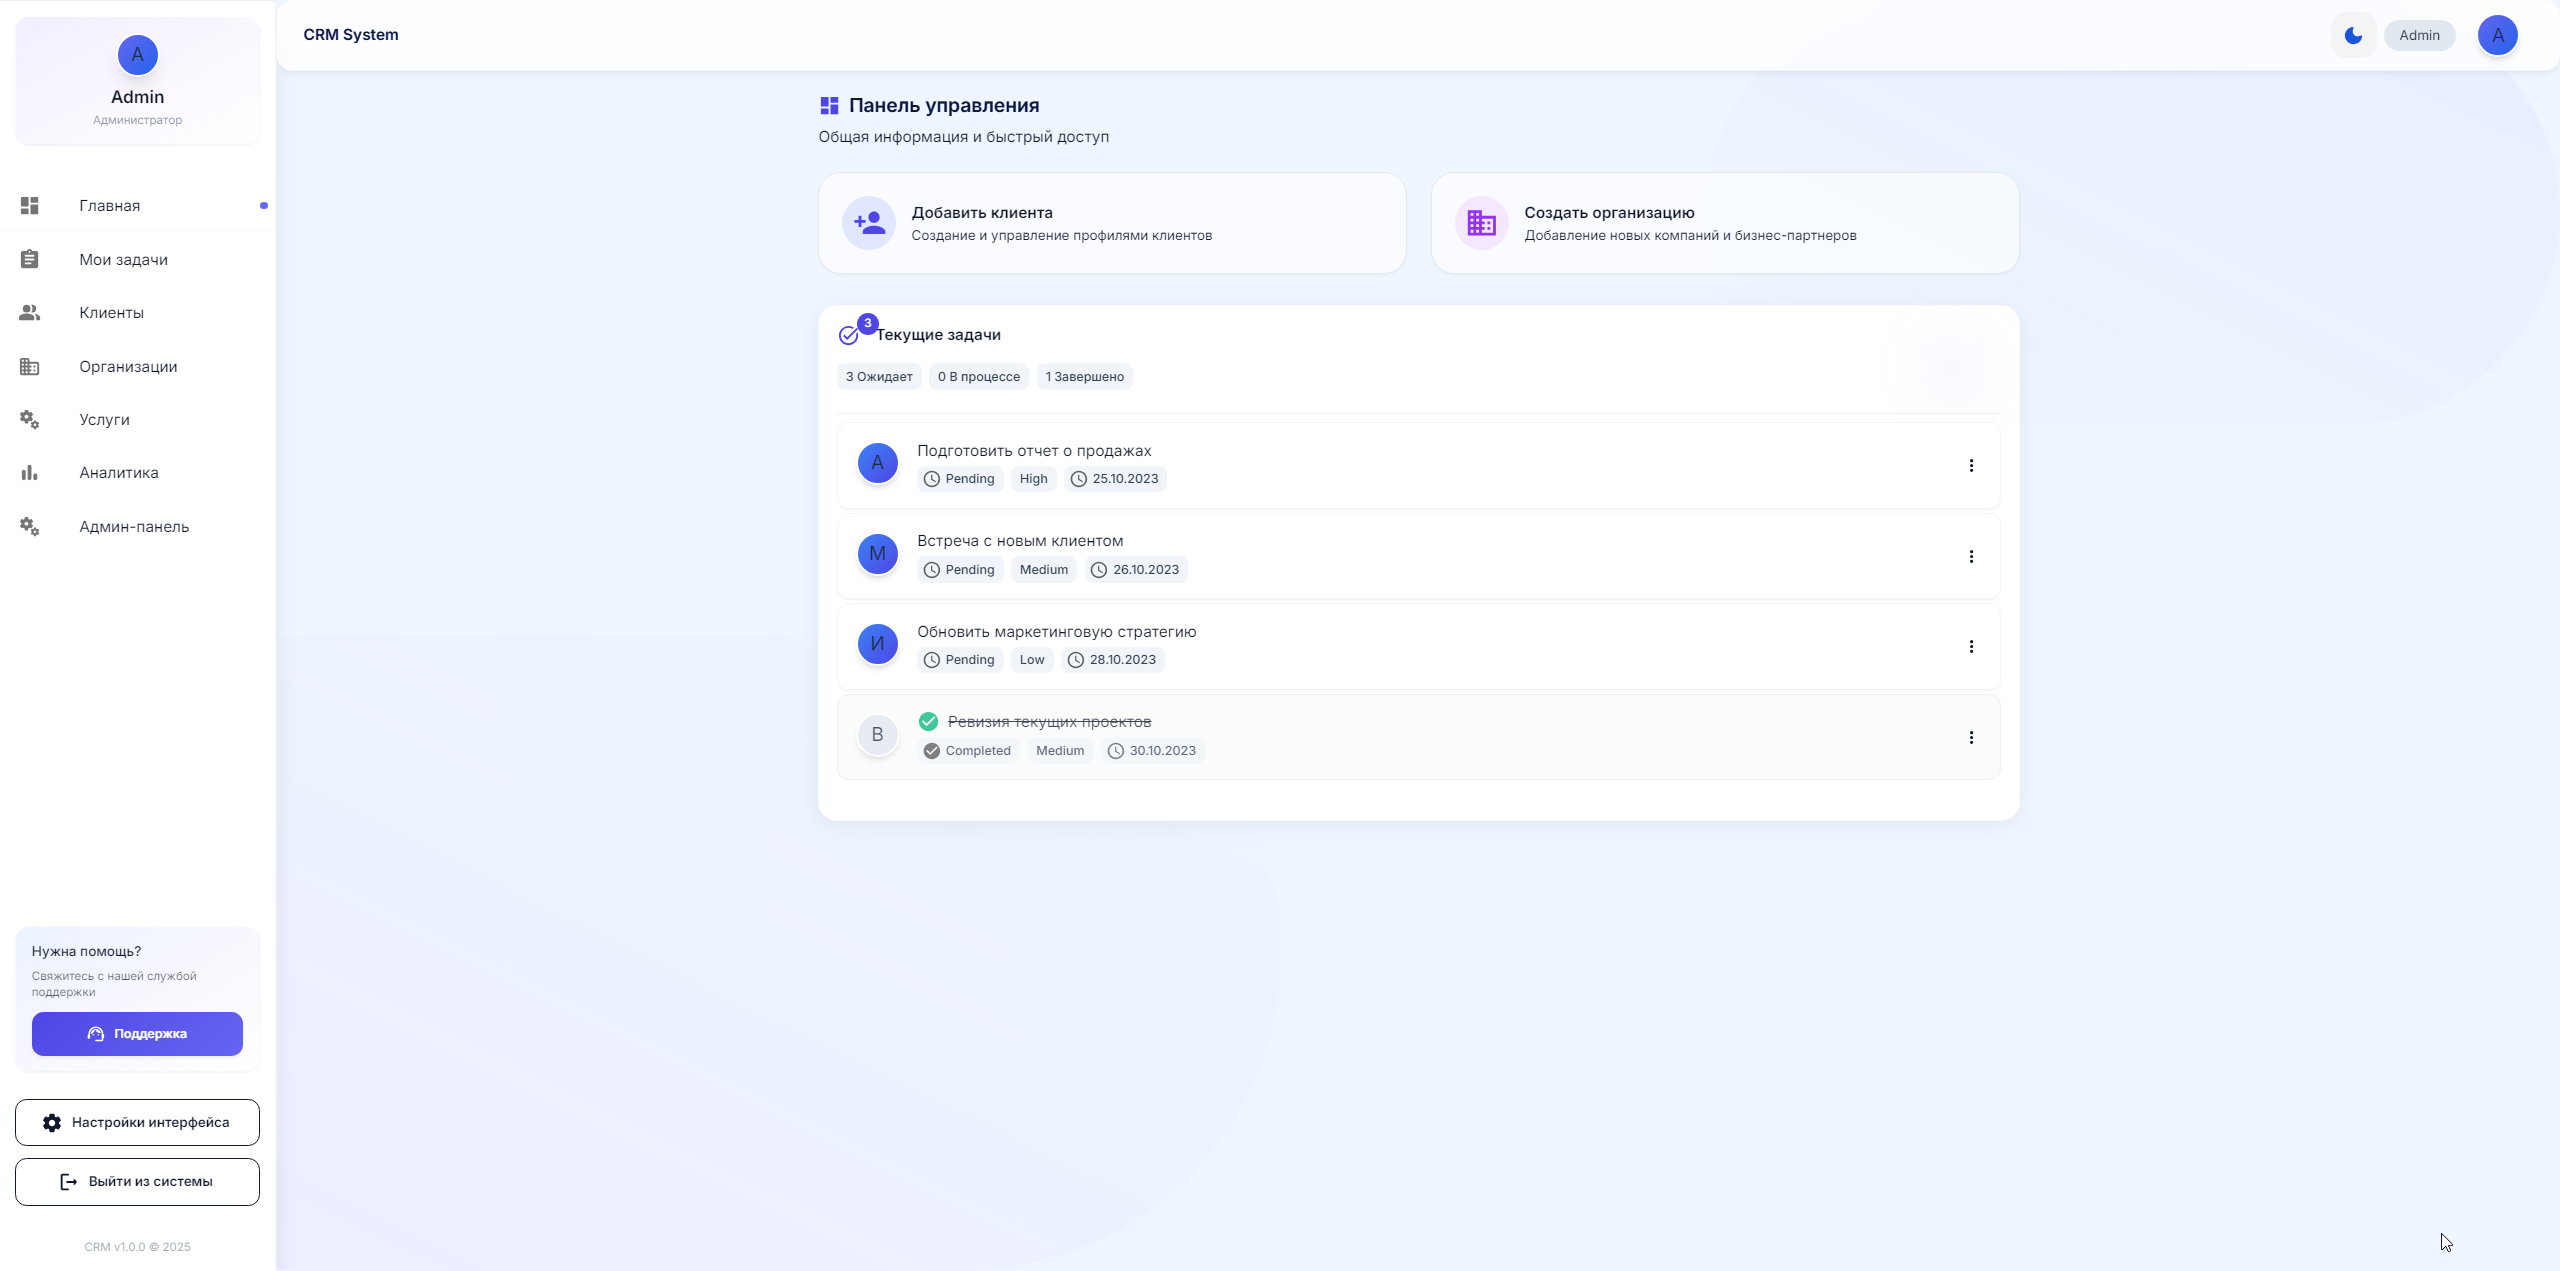 A
Admin
Администратор
Главная
Мои задачи
Клиенты
Организации
Услуги
Аналитика
Админ-панель
Нужна помощь?
Свяжитесь с нашей службой
поддержки
Поддержка
Настройки интерфейса
Выйти из системы
CRM v1.0.0 © 2025
CRM System
Admin
A
Панель управления
Общая информация и быстрый доступ
Добавить клиента
Создание и управление профилями клиентов
Создать организацию
Добавление новых компаний и бизнес-партнеров
3
Текущие задачи
3 Ожидает 0 В процессе 1 Завершено
А
Подготовить отчет о продажах
Pending High 25.10.2023
М
Встреча с новым клиентом
Pending Medium 26.10.2023
И
Обновить маркетинговую стратегию
Pending Low 28.10.2023
В
Ревизия текущих проектов
Completed Medium 30.10.2023